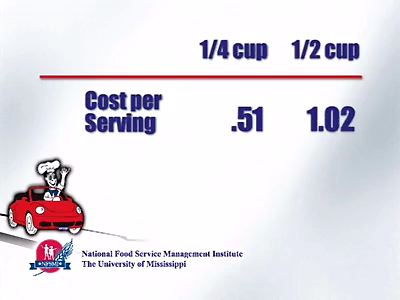 1/4 cup 1/2 cup
Cost per
Serving .51 1.02
National Food Service Management Institute
The University of Mississippi